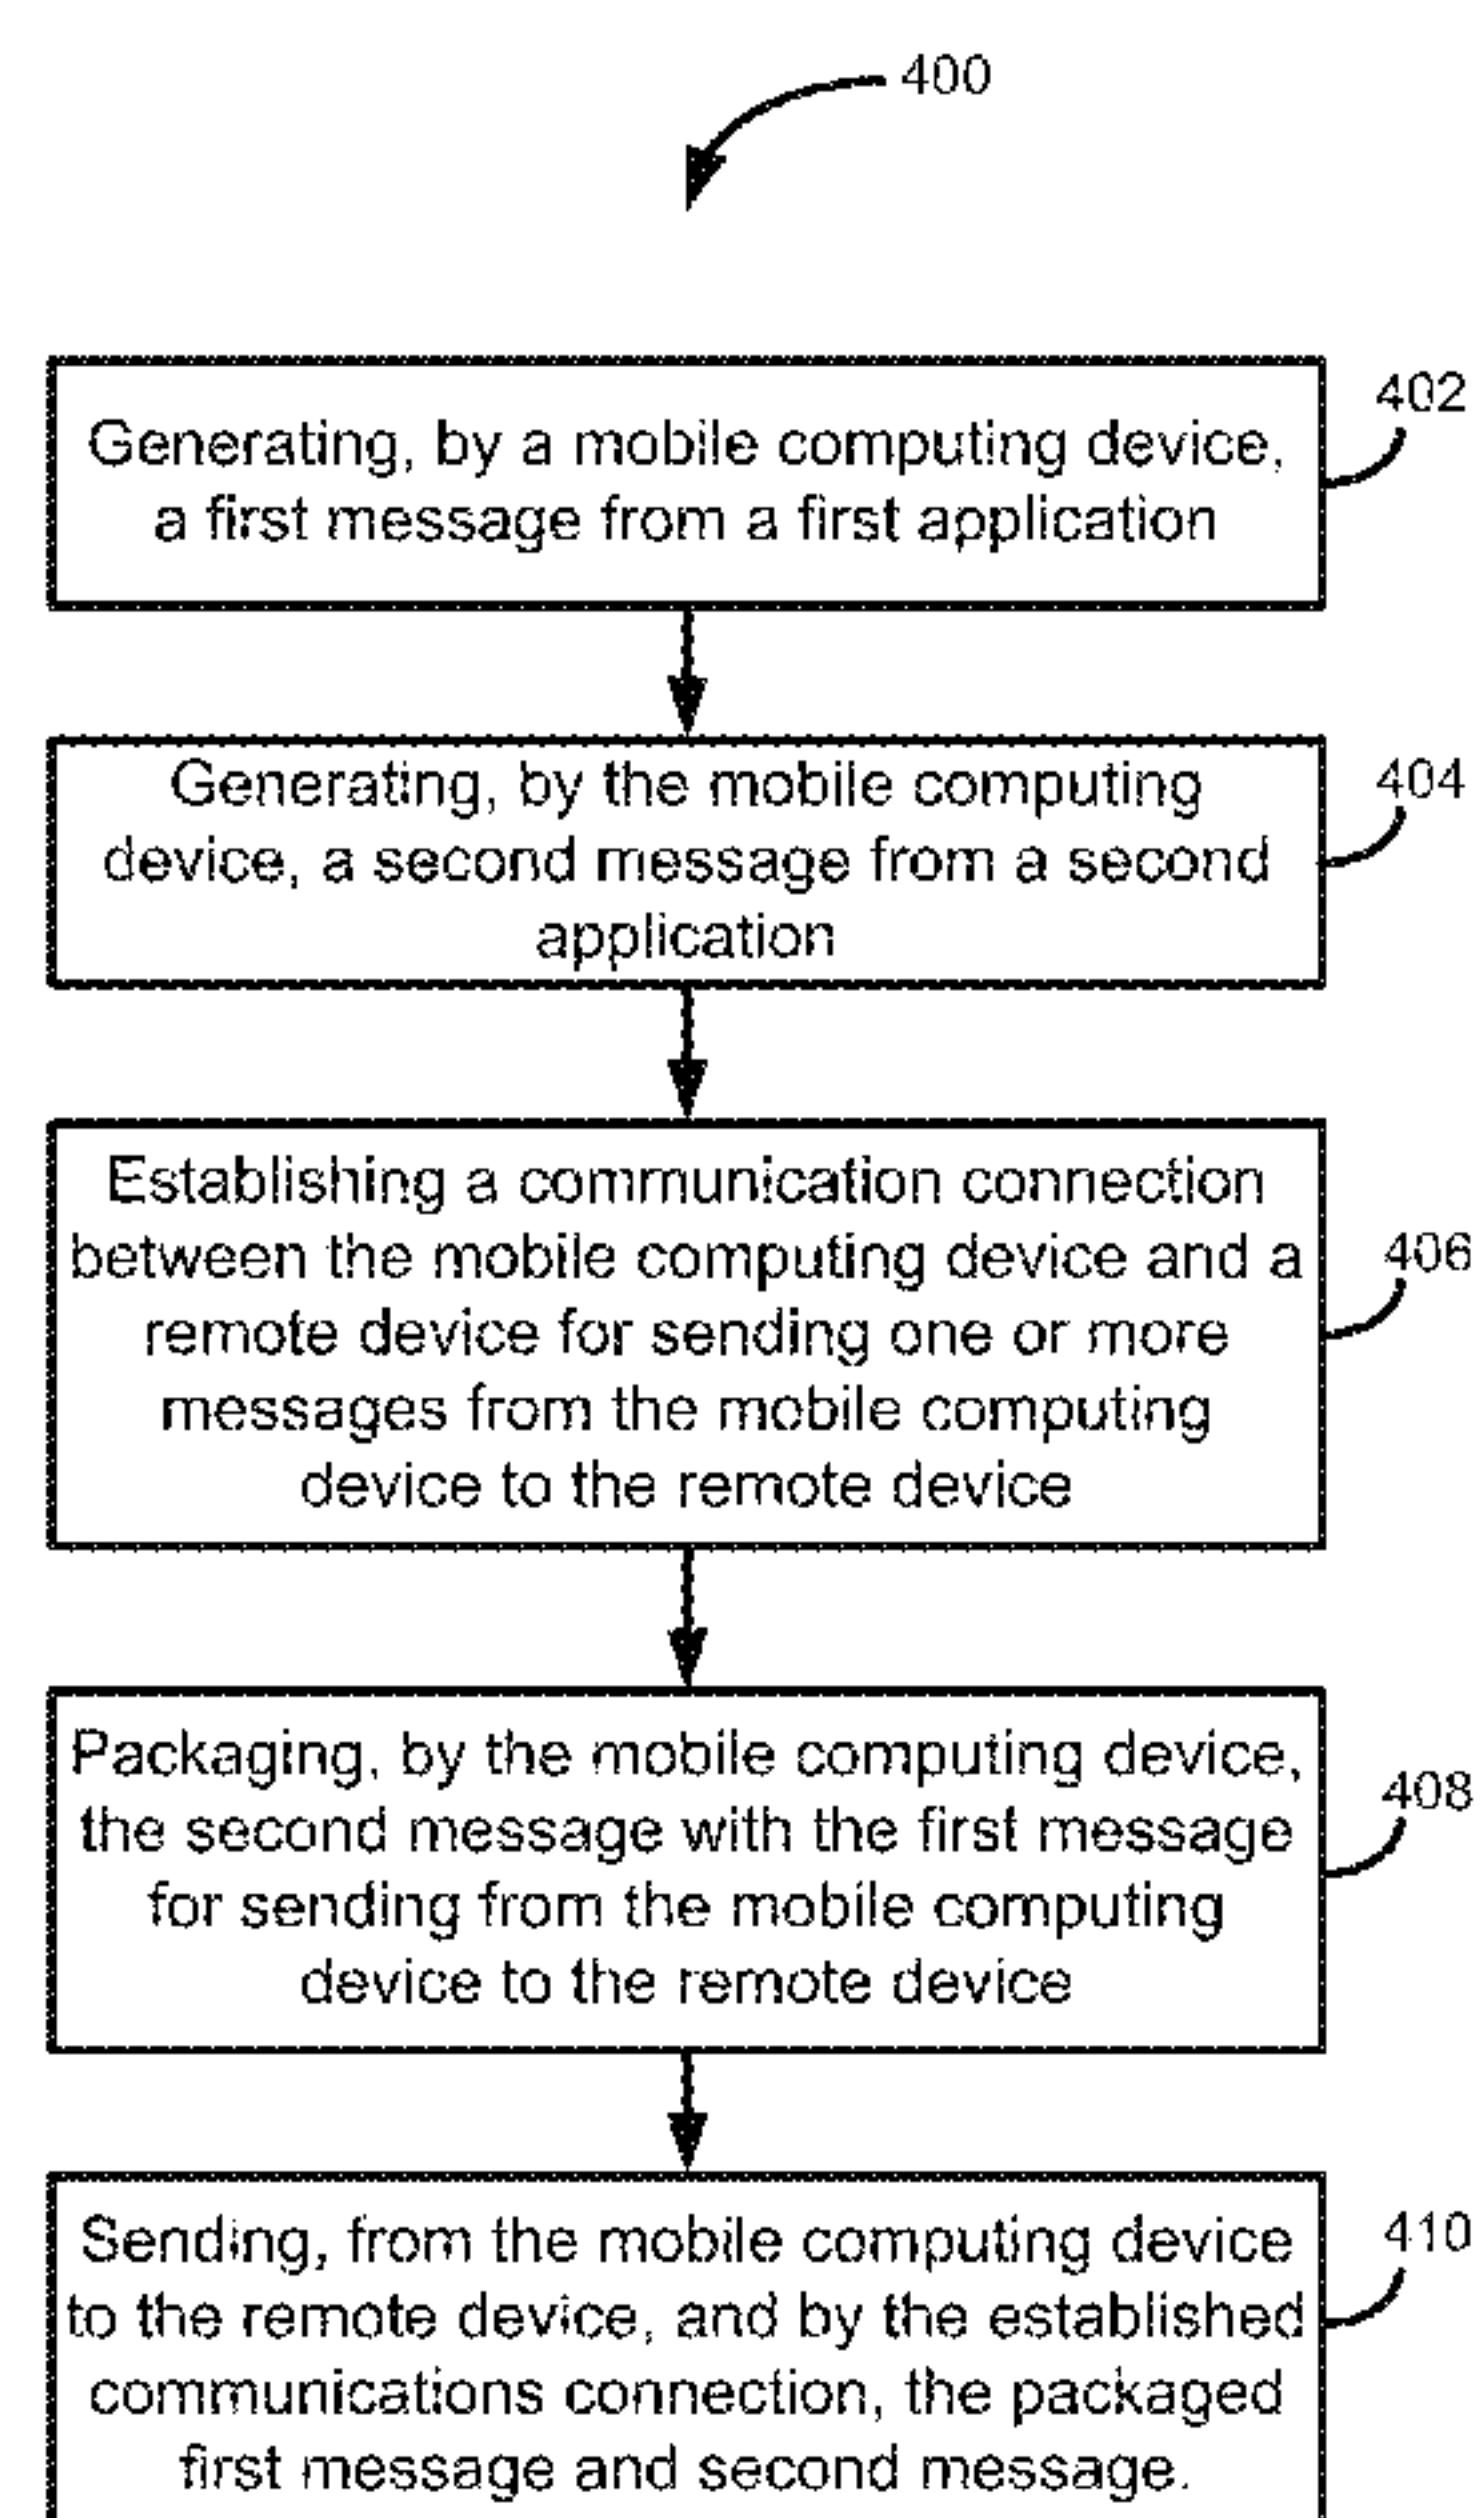 400
402
Generating, by a mobile computing device,
a first message from a first application
404
Generating, by the mobile computing
device, a second message from a second
application
406
Establishing a communication connection
between the mobile computing device and a
remote device for sending one or more
messages from the mobile computing
device to the remote device
408
Packaging, by the mobile computing device,
the second message with the first message
for sending from the mobile computing
device to the remote device
410
Sending, from the mobile computing device
to the remote device, and by the established
communications connection, the packaged
first message and second message.